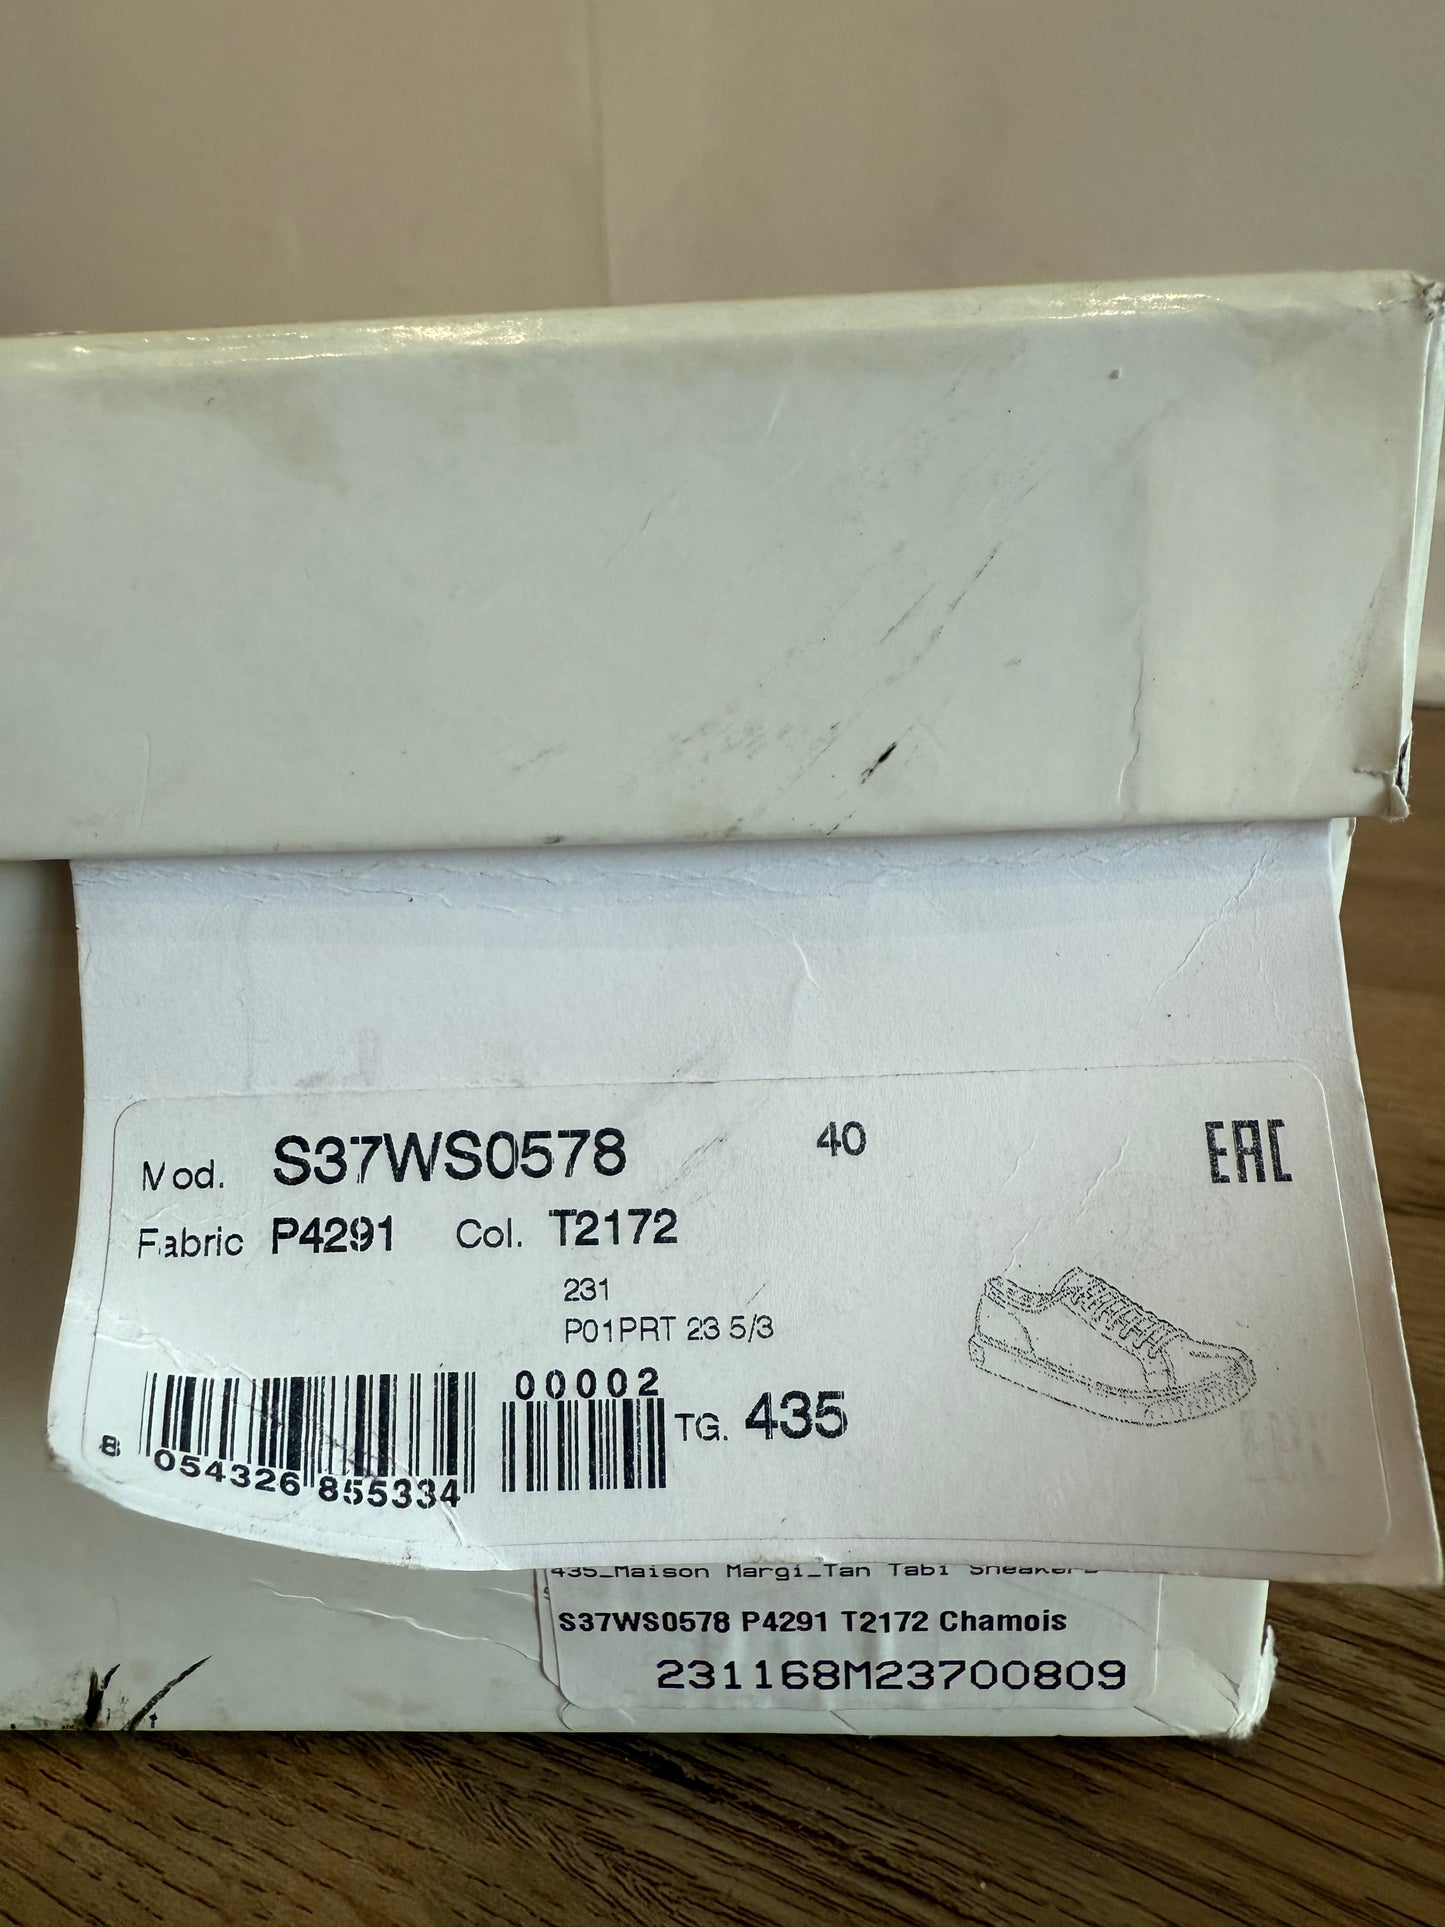 Mod. S37WS0578 40 EAC
Fabric P4291 Col. T2172
231
P01PRT 23 5/3
00002
TG. 435
8 054326 855334
435_Maison Margi_Tan Tabi Sneakers
S37WS0578 P4291 T2172 Chamois
231168M23700809